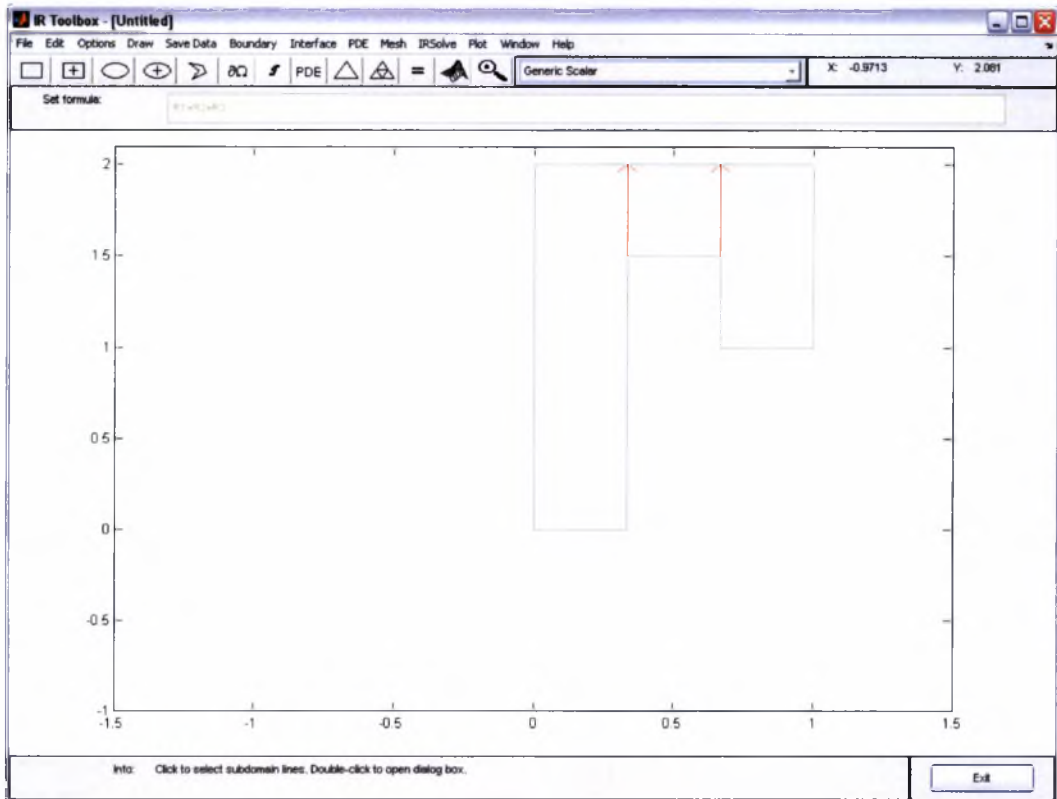 IR Toolbox - [Untitled]
File Edit Options Draw Save Data Boundary Interface PDE Mesh IRSolve Plot Window Help
∂Ω PDE = Generic Scalar X: -0.9713 Y: 2.081
Set formula:
2
1.5
1
0.5
0
-0.5
-1
-1.5 -1 -0.5 0 0.5 1 1.5
Info: Click to select subdomain lines. Double-click to open dialog box.
Exit